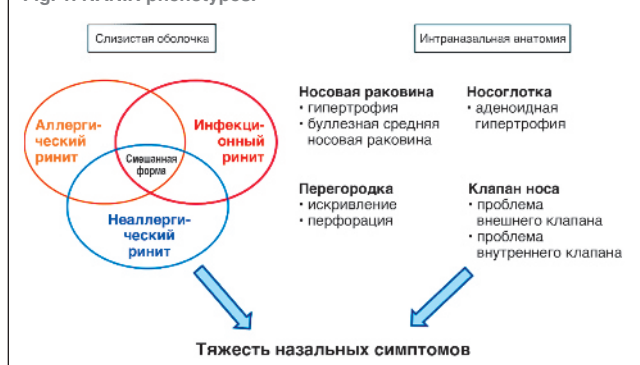 Слизистая оболочка
Интраназальная анатомия
Аллерги-
ческий
ринит
Инфекци-
онный
ринит
Смешанная
форма
Неаллерги-
ческий
ринит
Носовая раковина
• гипертрофия
• буллезная средняя
носовая раковина
Носоглотка
• аденоидная
гипертрофия
Перегородка
• искривление
• перфорация
Клапан носа
• проблема
внешнего клапана
• проблема
внутреннего клапана
Тяжесть назальных симптомов